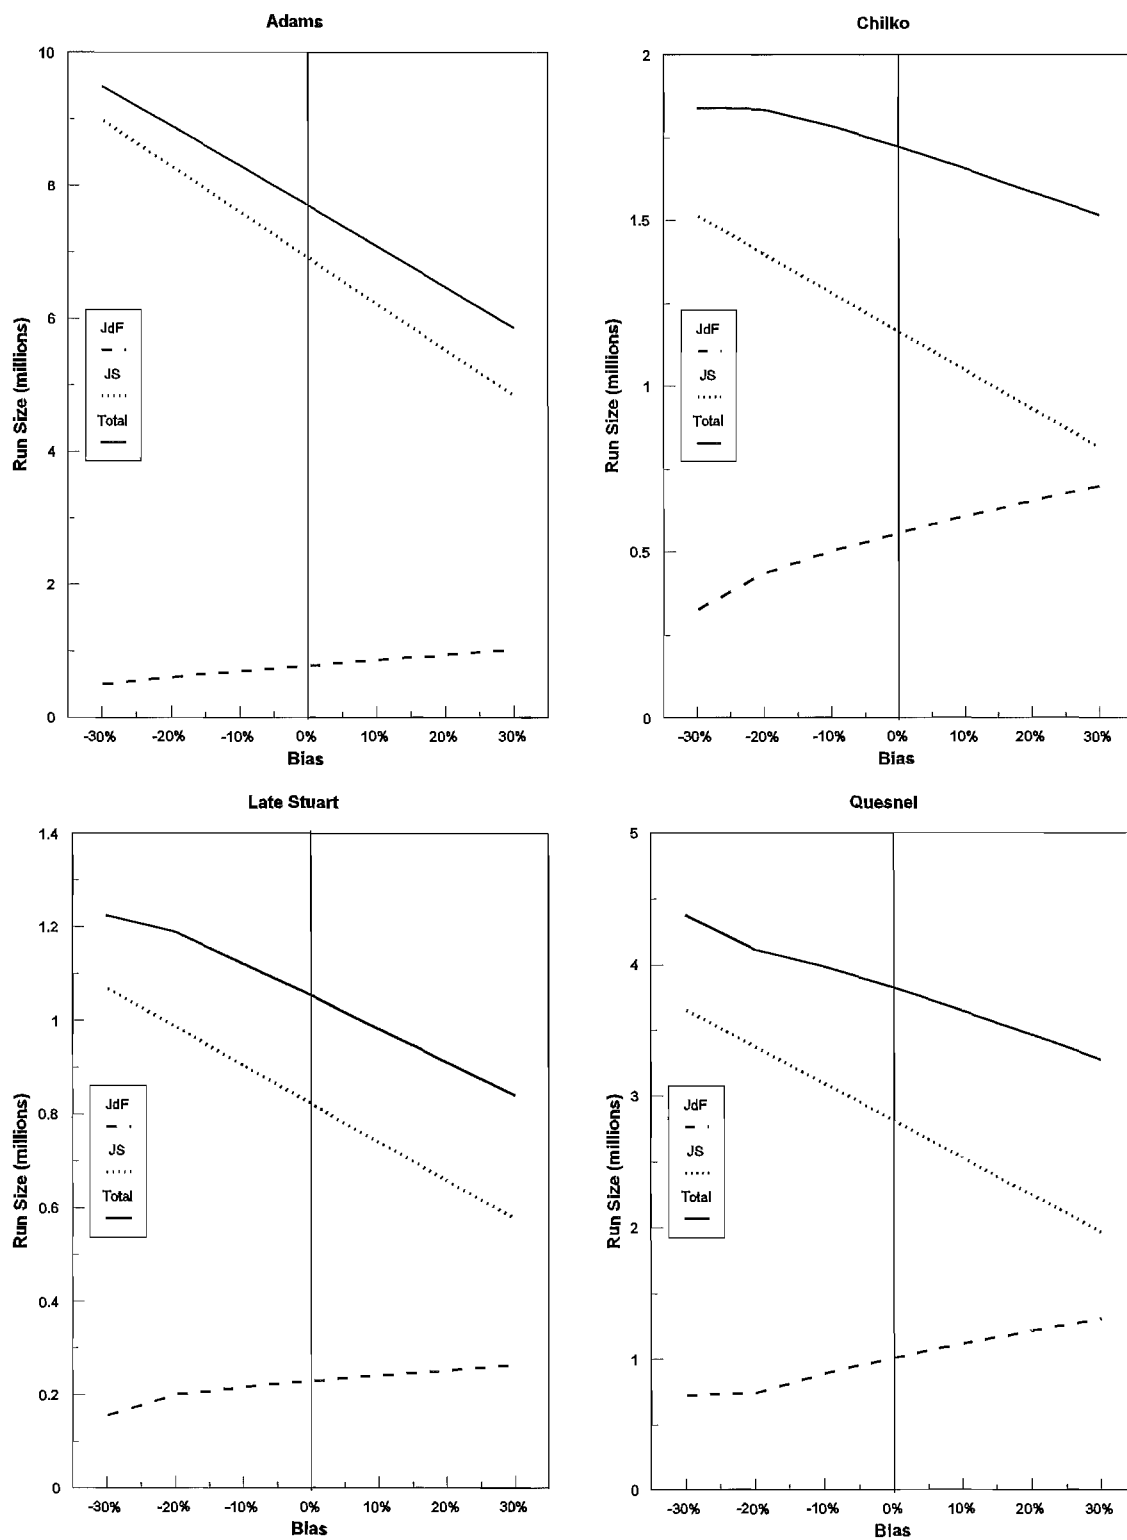 Adams
Run Size (millions)
10
8
6
4
2
0
JdF
JS
Total
-30% -20% -10% 0% 10% 20% 30%
Bias
Chilko
Run Size (millions)
2
1.5
1
0.5
0
JdF
JS
Total
-30% -20% -10% 0% 10% 20% 30%
Bias
Late Stuart
Run Size (millions)
1.4
1.2
1
0.8
0.6
0.4
0.2
0
JdF
JS
Total
-30% -20% -10% 0% 10% 20% 30%
Bias
Quesnel
Run Size (millions)
5
4
3
2
1
0
JdF
JS
Total
-30% -20% -10% 0% 10% 20% 30%
Bias